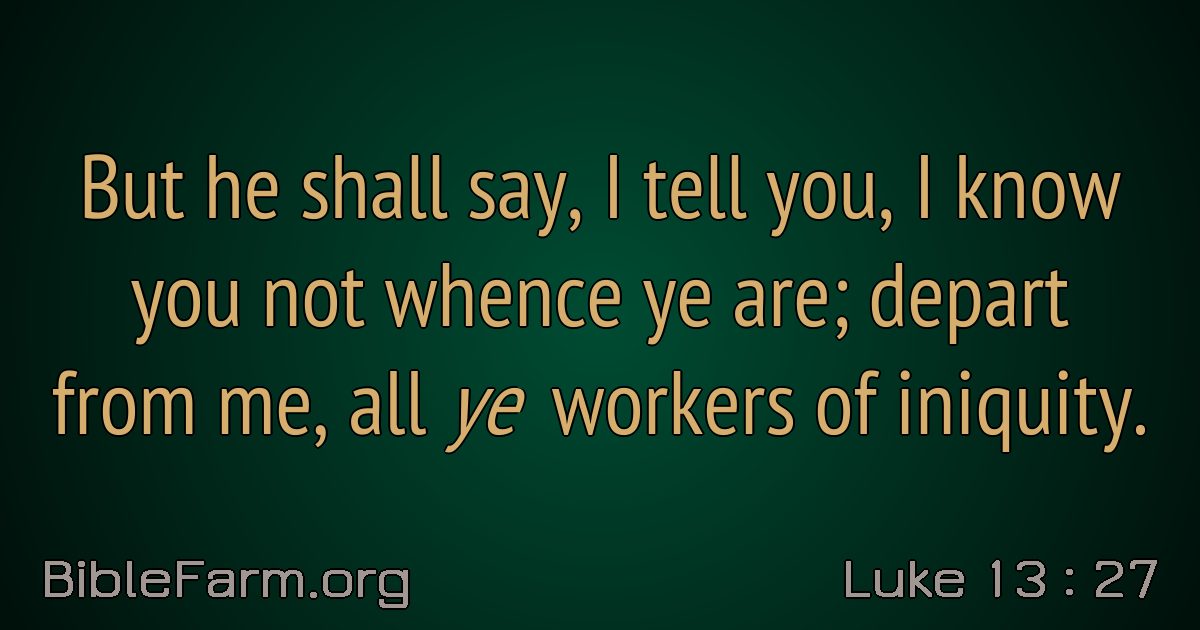 But he shall say, I tell you, I know
you not whence ye are; depart
from me, all ye workers of iniquity.
BibleFarm.org
Luke 13 : 27